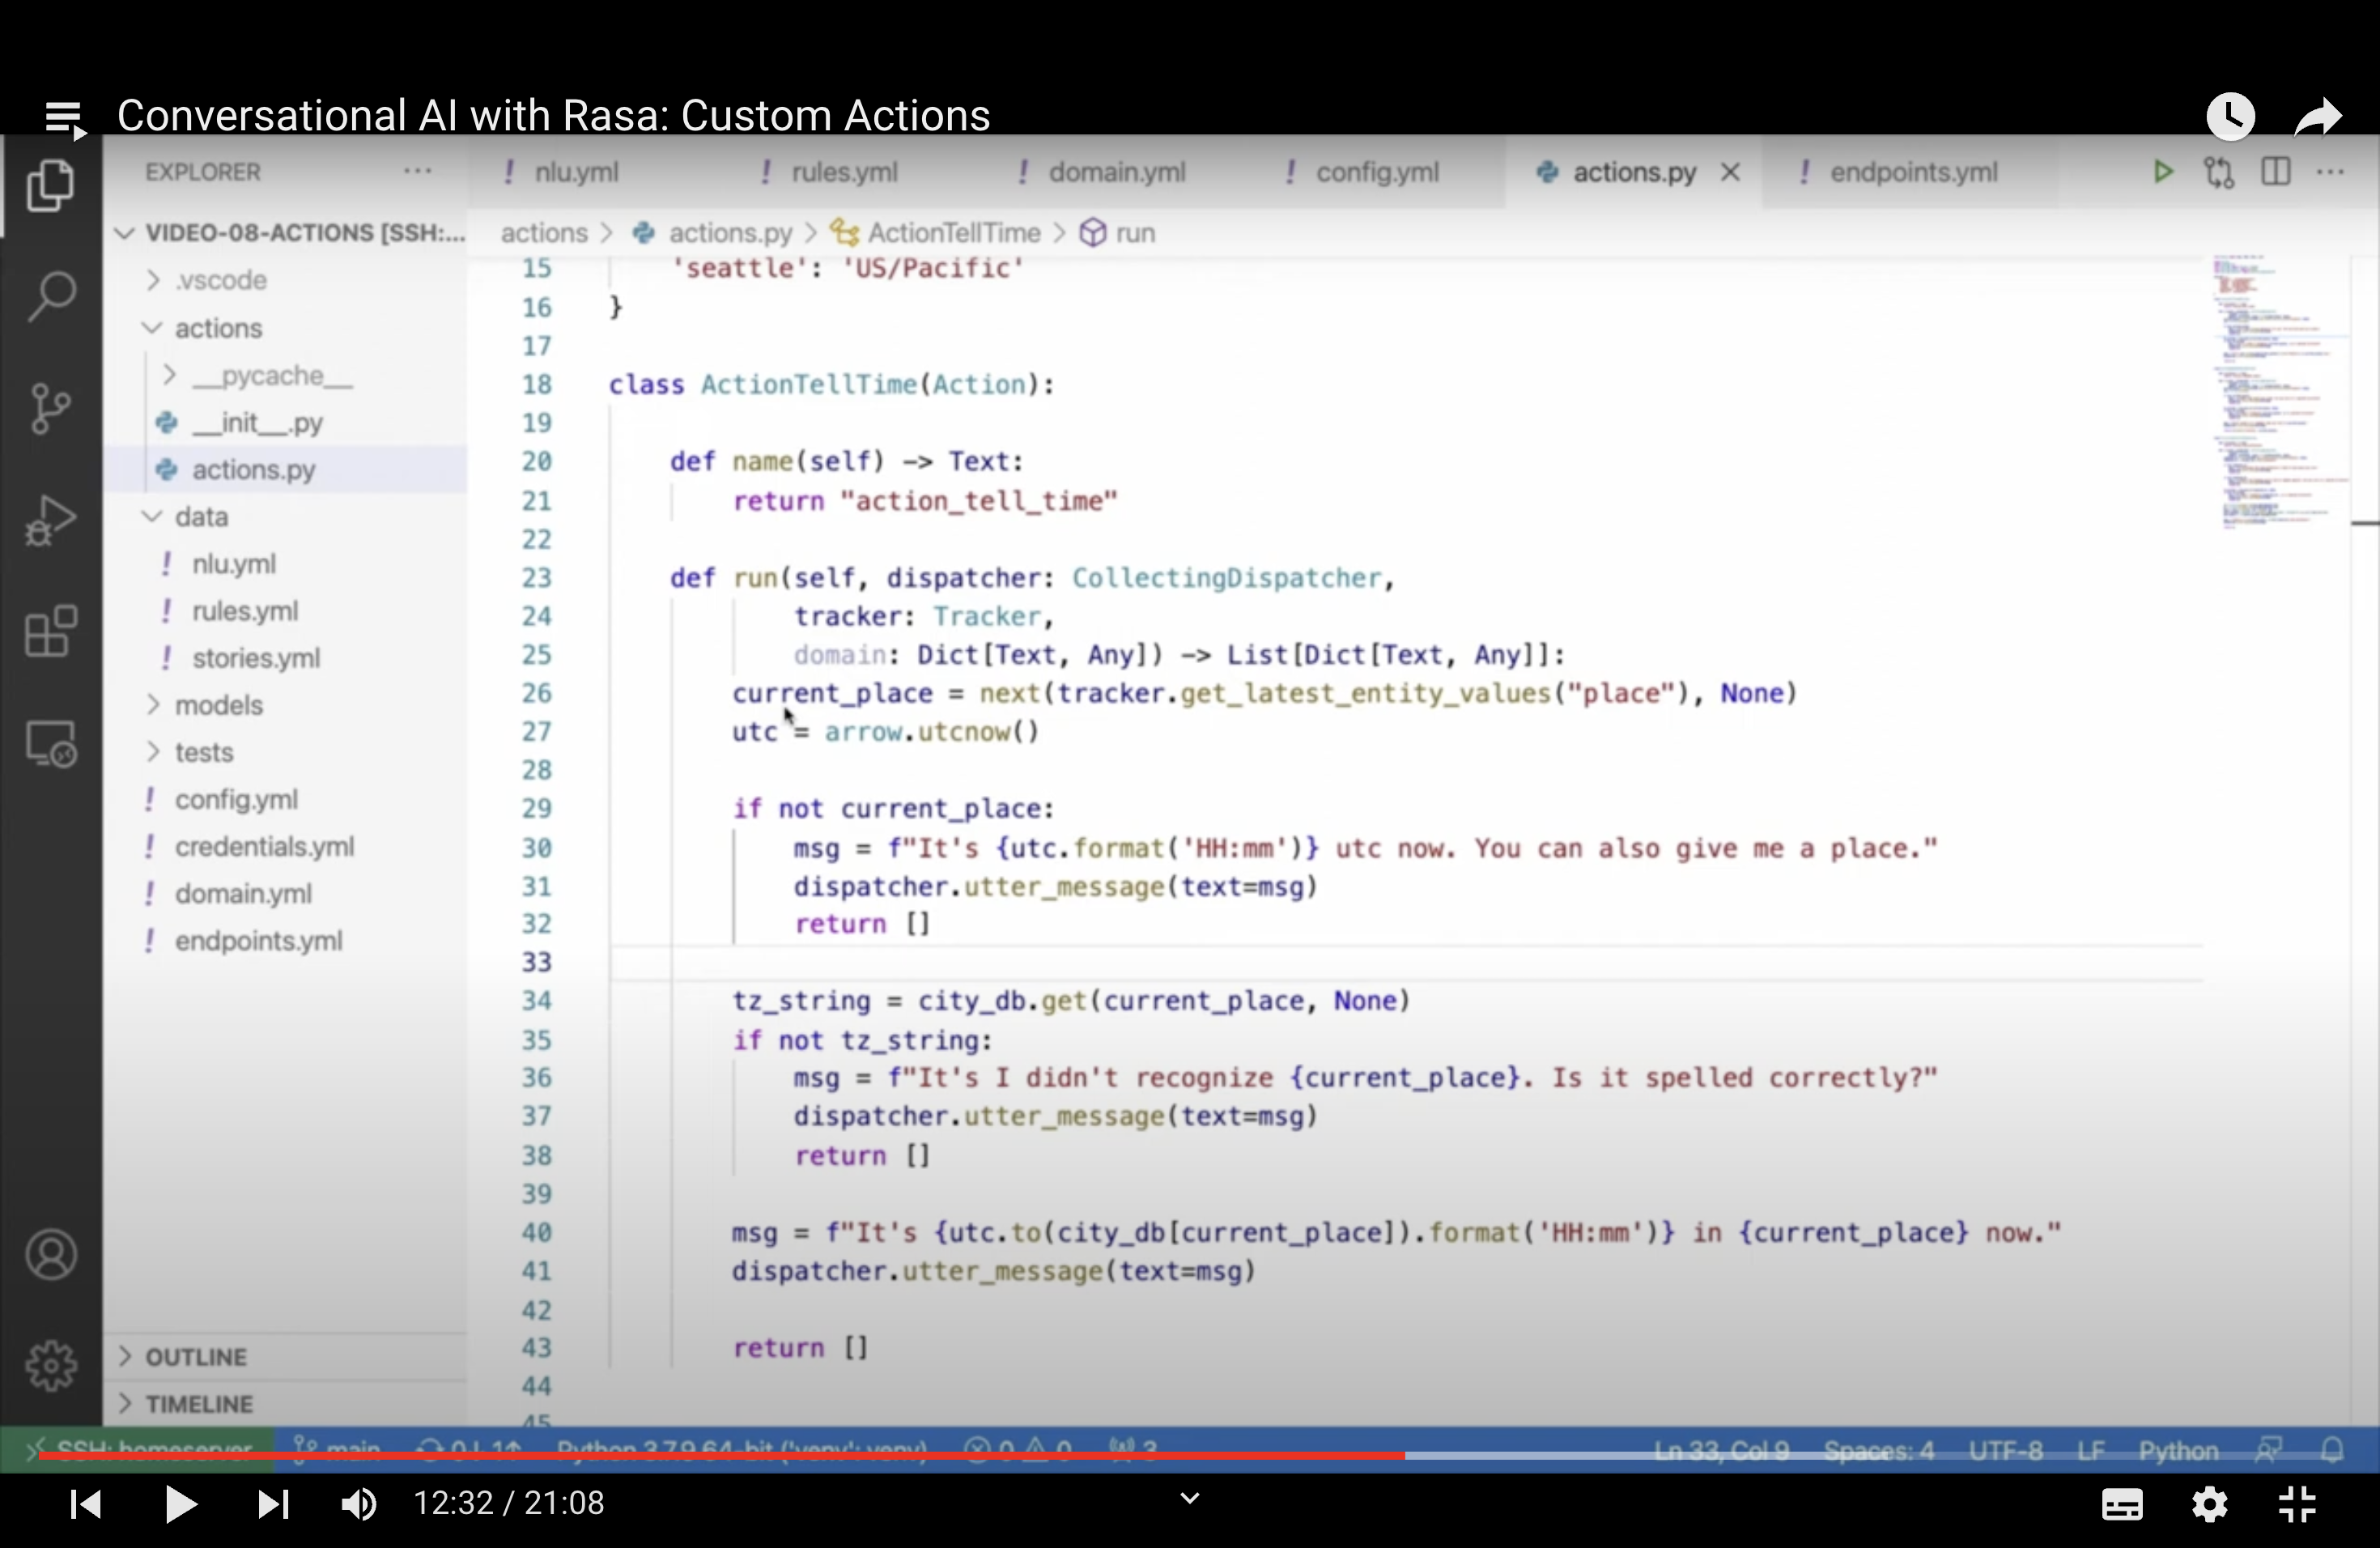 Conversational AI with Rasa: Custom Actions
EXPLORER ...
nlu.yml
rules.yml
domain.yml
config.yml
actions.py
endpoints.yml
VIDEO-08-ACTIONS [SSH:...
actions > actions.py > ActionTellTime > run
.vscode
actions
__pycache__
__init__.py
actions.py
data
nlu.yml
rules.yml
stories.yml
models
tests
config.yml
credentials.yml
domain.yml
endpoints.yml
OUTLINE
TIMELINE
15 'seattle': 'US/Pacific'
16 }
17
18 class ActionTellTime(Action):
19
20 def name(self) -> Text:
21 return "action_tell_time"
22
23 def run(self, dispatcher: CollectingDispatcher,
24 tracker: Tracker,
25 domain: Dict[Text, Any]) -> List[Dict[Text, Any]]:
26 current_place = next(tracker.get_latest_entity_values("place"), None)
27 utc = arrow.utcnow()
28
29 if not current_place:
30 msg = f"It's {utc.format('HH:mm')} utc now. You can also give me a place."
31 dispatcher.utter_message(text=msg)
32 return []
33
34 tz_string = city_db.get(current_place, None)
35 if not tz_string:
36 msg = f"It's I didn't recognize {current_place}. Is it spelled correctly?"
37 dispatcher.utter_message(text=msg)
38 return []
39
40 msg = f"It's {utc.to(city_db[current_place]).format('HH:mm')} in {current_place} now."
41 dispatcher.utter_message(text=msg)
42
43 return []
44
45
SSH: homeserver main 0↓ 1↑ Python 3.7.9 64-bit ('venv': venv) 0 0 3 Ln 33, Col 9 Spaces: 4 UTF-8 LF Python
12:32 / 21:08